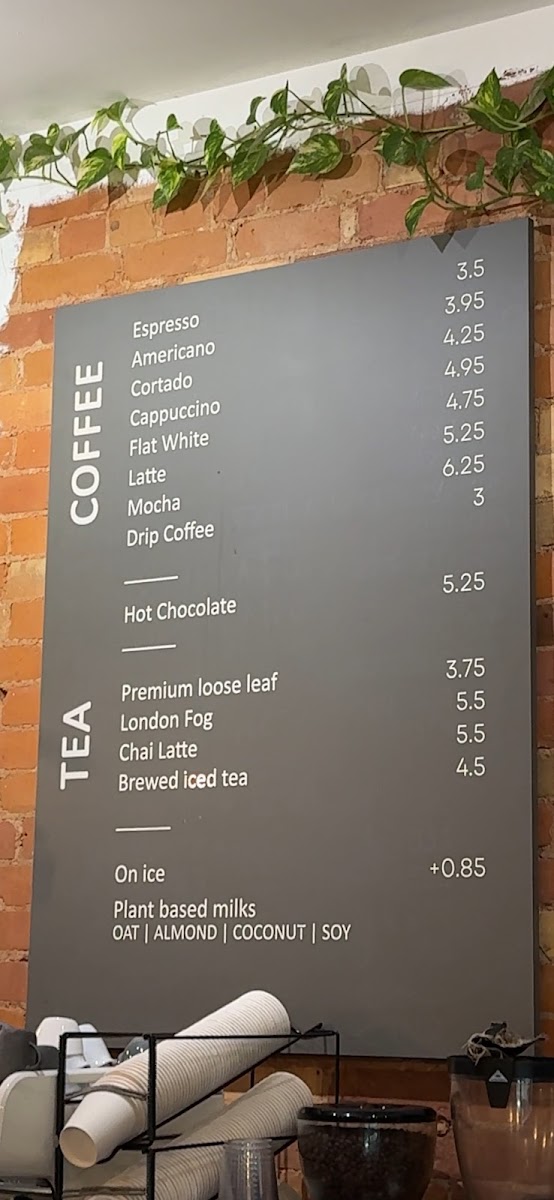 COFFEE
Espresso 3.5
Americano 3.95
Cortado 4.25
Cappuccino 4.95
Flat White 4.75
Latte 5.25
Mocha 6.25
Drip Coffee 3
Hot Chocolate 5.25
TEA
Premium loose leaf 3.75
London Fog 5.5
Chai Latte 5.5
Brewed iced tea 4.5
On ice +0.85
Plant based milks
OAT | ALMOND | COCONUT | SOY